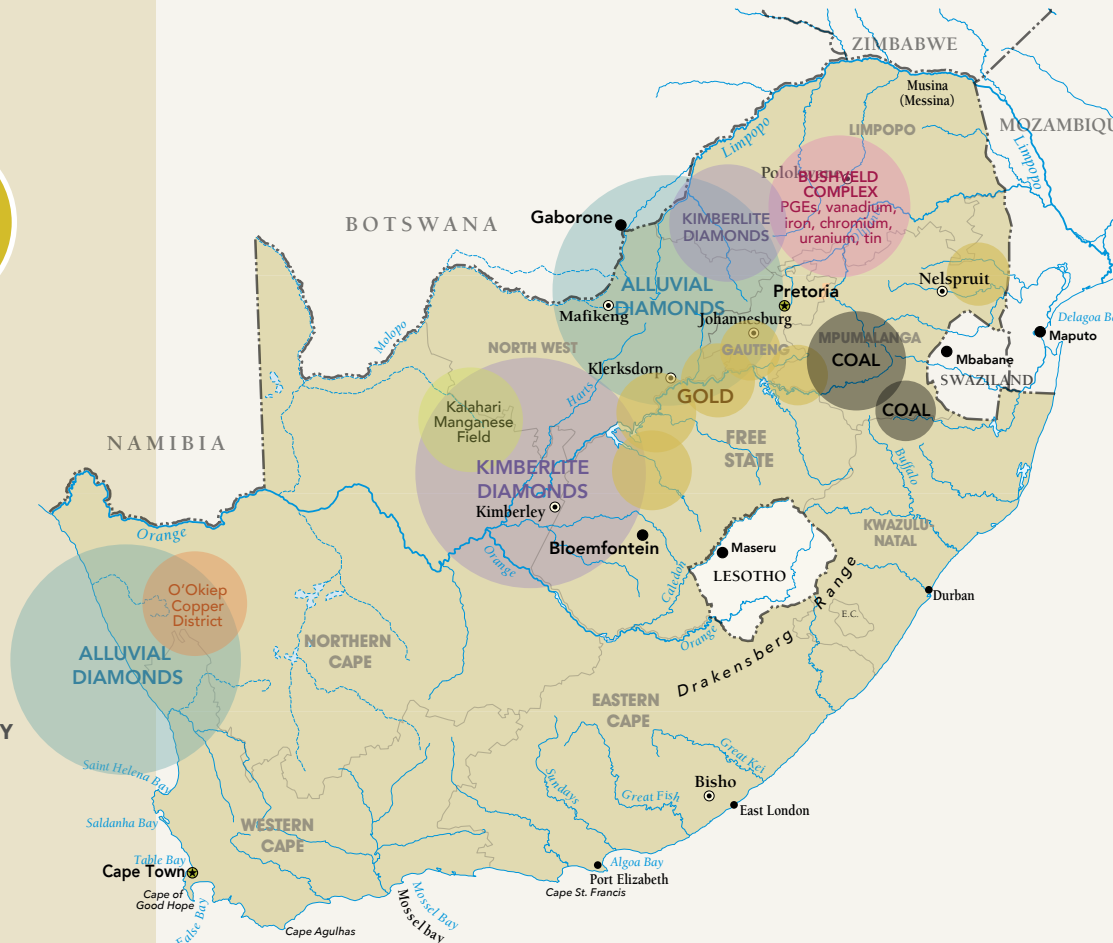 ZIMBABWE
Musina
(Messina)
MOZAMBIQU
LIMPOPO
Limpopo
Limpopo
BUSHVELD
COMPLEX
PGEs, vanadium,
iron, chromium,
uranium, tin
KIMBERLITE
DIAMONDS
Gaborone
BOTSWANA
ALLUVIAL
DIAMONDS
Pretoria
Nelspruit
Mafikeng
Johannesburg
Delagoa Ba
Maputo
Molopo
NORTH WEST
GAUTENG
MPUMALANGA
COAL
Mbabane
SWAZILAND
Klerksdorp
GOLD
Harts
COAL
Kalahari
Manganese
Field
FREE
STATE
NAMIBIA
KIMBERLITE
DIAMONDS
Kimberley
Buffalo
Orange
KWAZULU
NATAL
Bloemfontein
Maseru
LESOTHO
Orange
Caledon
O'Okiep
Copper
District
Durban
E.C.
Orange
Drakensberg Range
ALLUVIAL
DIAMONDS
NORTHERN
CAPE
EASTERN
CAPE
Y
Great Kei
Saint Helena Bay
Sundays
Great Fish
Bisho
East London
Saldanha Bay
WESTERN
CAPE
Table Bay
Cape Town
Algoa Bay
Port Elizabeth
Cape St. Francis
Cape of
Good Hope
False Bay
Mossel Bay
Mosselbay
Cape Agulhas